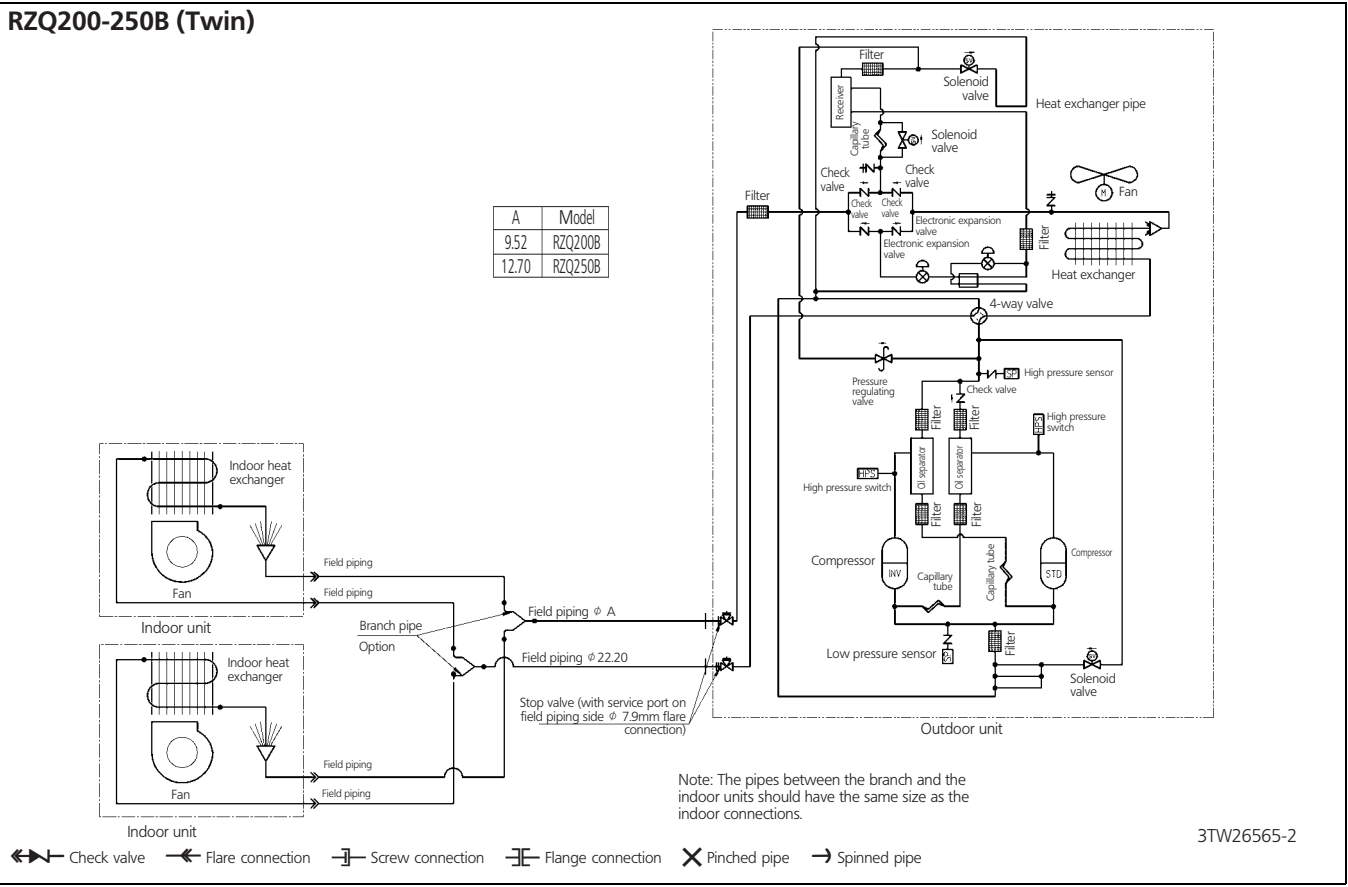 RZQ200-250B (Twin)
A Model
9.52 RZQ200B
12.70 RZQ250B
Filter
SV
Solenoid
valve
Heat exchanger pipe
Receiver
Capillary
tube
SV
Solenoid
valve
Check
valve
Check
valve
Check
valve
Check
valve
Filter
Electronic expansion
valve
Electronic expansion
valve
Filter
M
Fan
Heat exchanger
4-way valve
Pressure
regulating
valve
SP
High pressure sensor
Check valve
Filter
Filter
HPS
High pressure
switch
HPS
High pressure switch
Oil separator
Oil separator
Filter
Filter
Compressor
INV
Capillary
tube
Capillary tube
Compressor
STD
Low pressure sensor
SP
Filter
SV
Solenoid
valve
Outdoor unit
Indoor heat
exchanger
Fan
Indoor unit
Field piping
Field piping
Branch pipe
Option
Field piping φ A
Field piping φ 22.20
Stop valve (with service port on
field piping side φ 7.9mm flare
connection)
Indoor heat
exchanger
Fan
Indoor unit
Field piping
Field piping
Note: The pipes between the branch and the
indoor units should have the same size as the
indoor connections.
3TW26565-2
Check valve
Flare connection
Screw connection
Flange connection
Pinched pipe
Spinned pipe